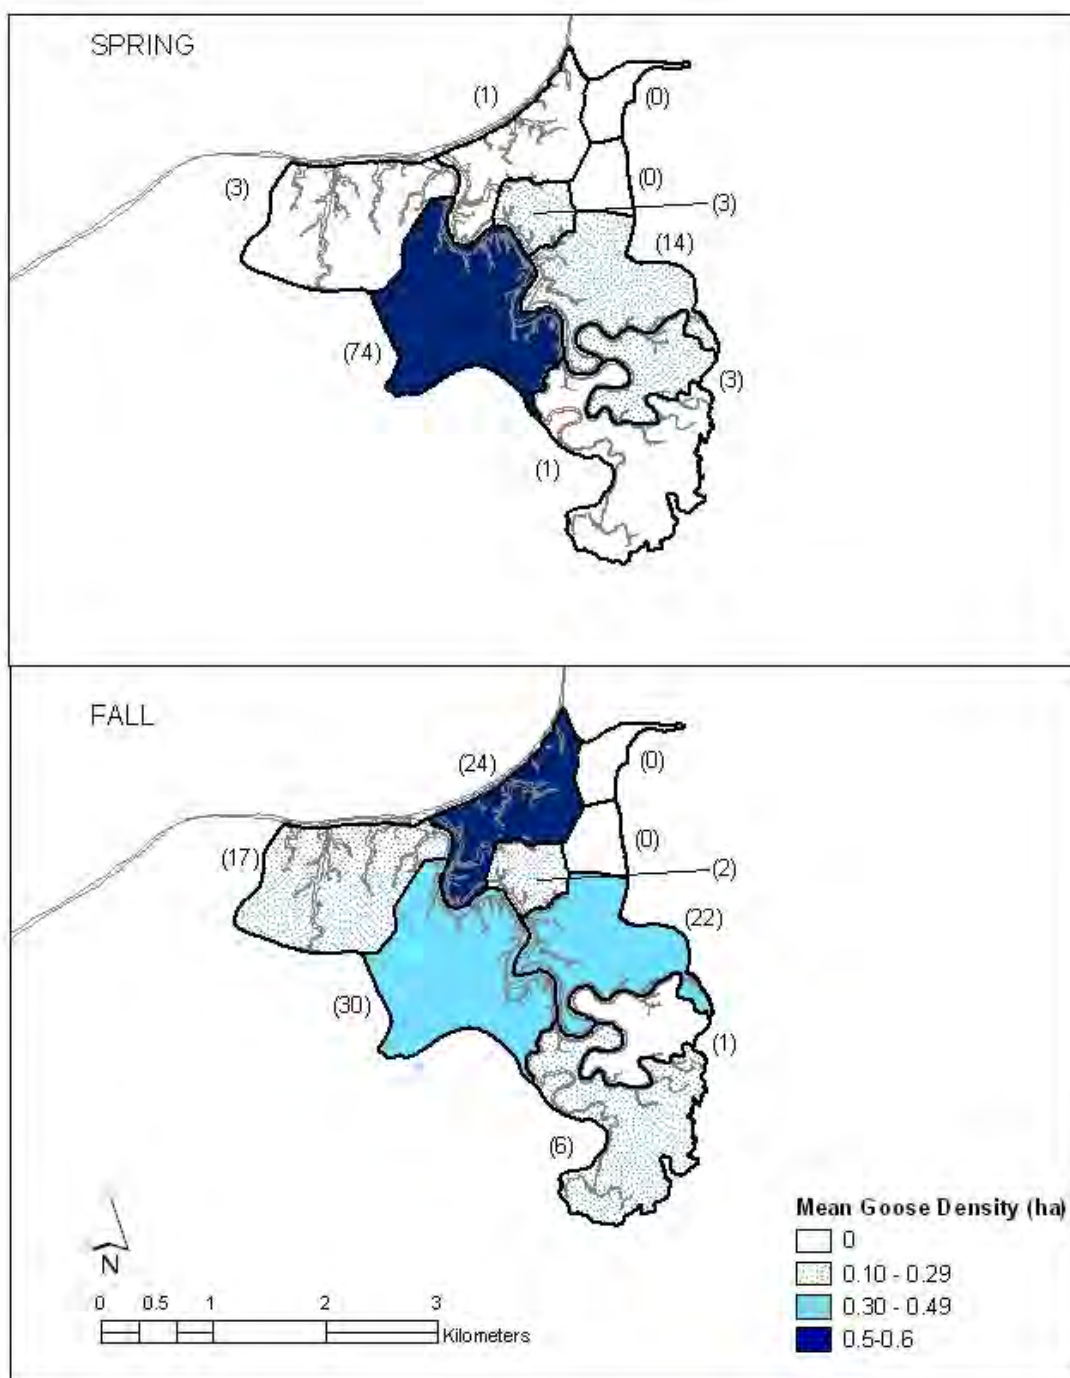 SPRING
(1)
(0)
(3)
(0)
(3)
(14)
(74)
(3)
(1)
FALL
(24)
(0)
(17)
(0)
(2)
(22)
(30)
(1)
(6)
N
0 0.5 1 2 3
Kilometers
Mean Goose Density (ha)
0
0.10 - 0.29
0.30 - 0.49
0.5-0.6